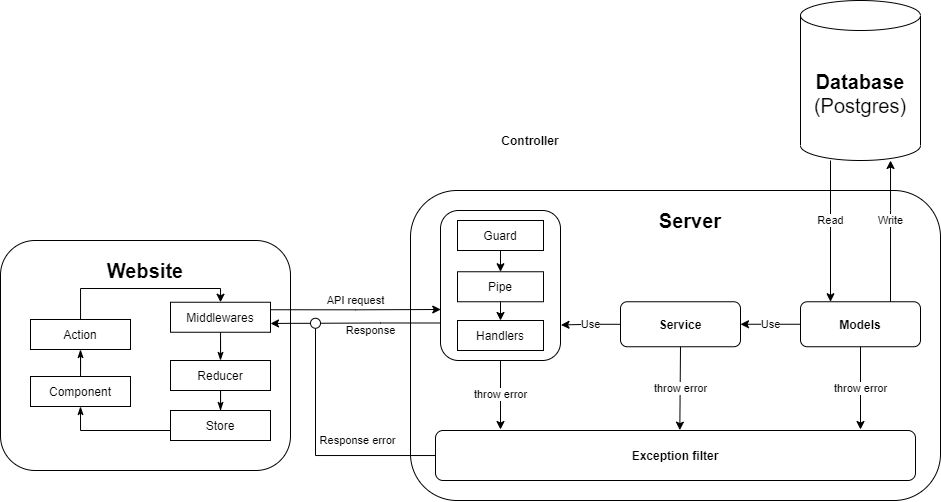 Database
(Postgres)
Controller
Server
Read
Write
Guard
Pipe
Handlers
Website
Middlewares
API request
Response
Action
Reducer
Component
Store
Use
Service
Use
Models
throw error
throw error
throw error
Response error
Exception filter